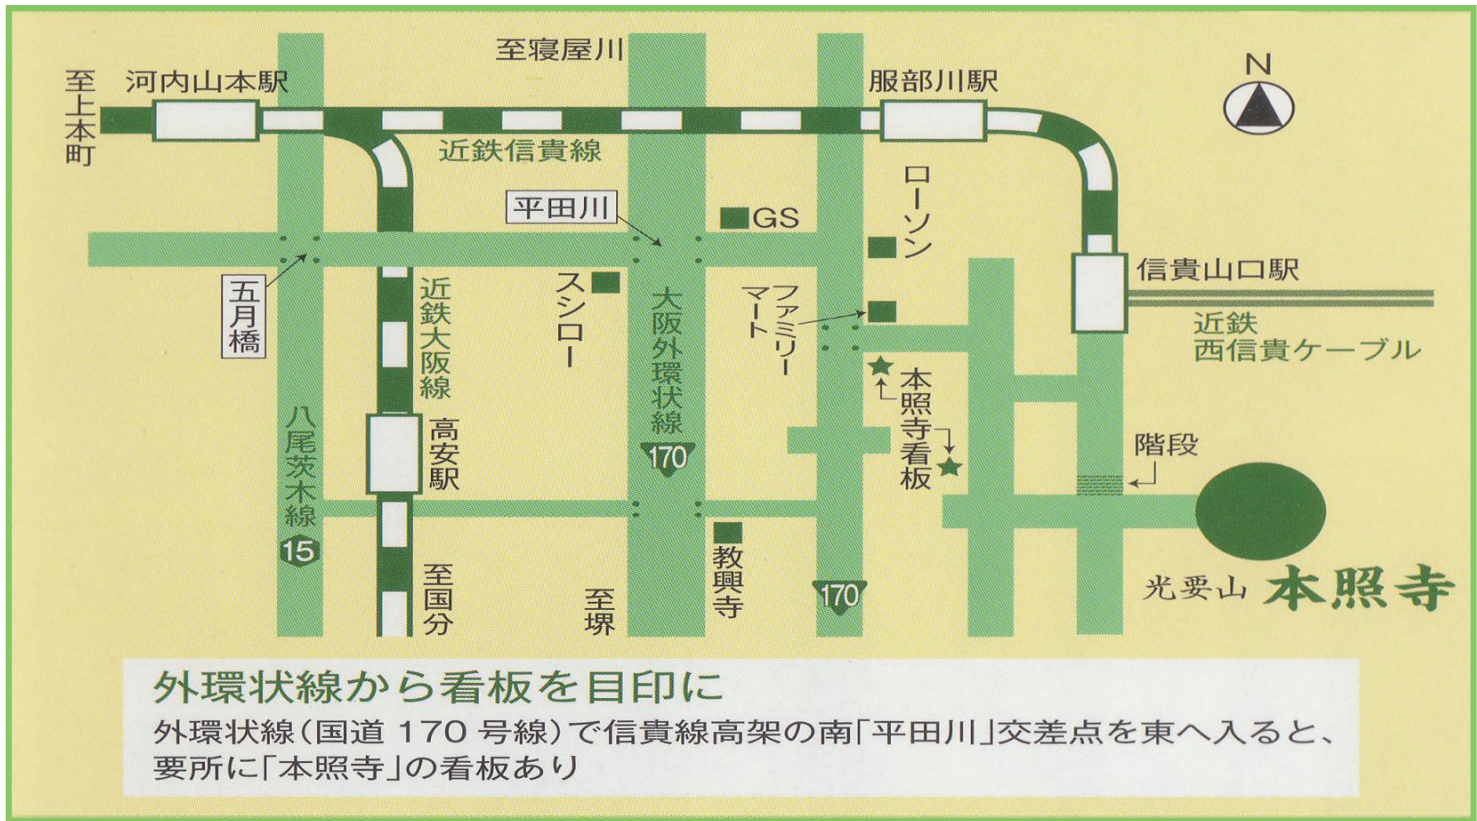 至寝屋川
N
河内山本駅
服部川駅
至上本町
近鉄信貴線
ローソン
平田川
GS
信貴山口駅
五月橋
近鉄大阪線
スシロー
大阪外環状線
ファミリー
マート
近鉄
西信貴ケーブル
本照寺看板
八尾茨木線
高安駅
170
階段
15
教興寺
至国分
至堺
170
光要山 本照寺
外環状線から看板を目印に
外環状線(国道 170 号線)で信貴線高架の南「平田川」交差点を東へ入ると、
要所に「本照寺」の看板あり